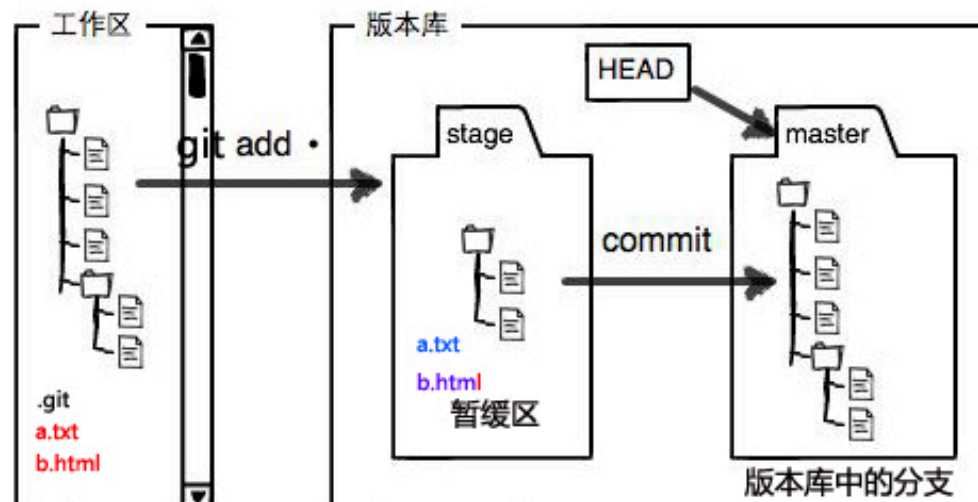 工作区
版本库
HEAD
git add .
stage
master
commit
a.txt
b.html
暂缓区
.git
a.txt
b.html
版本库中的分支